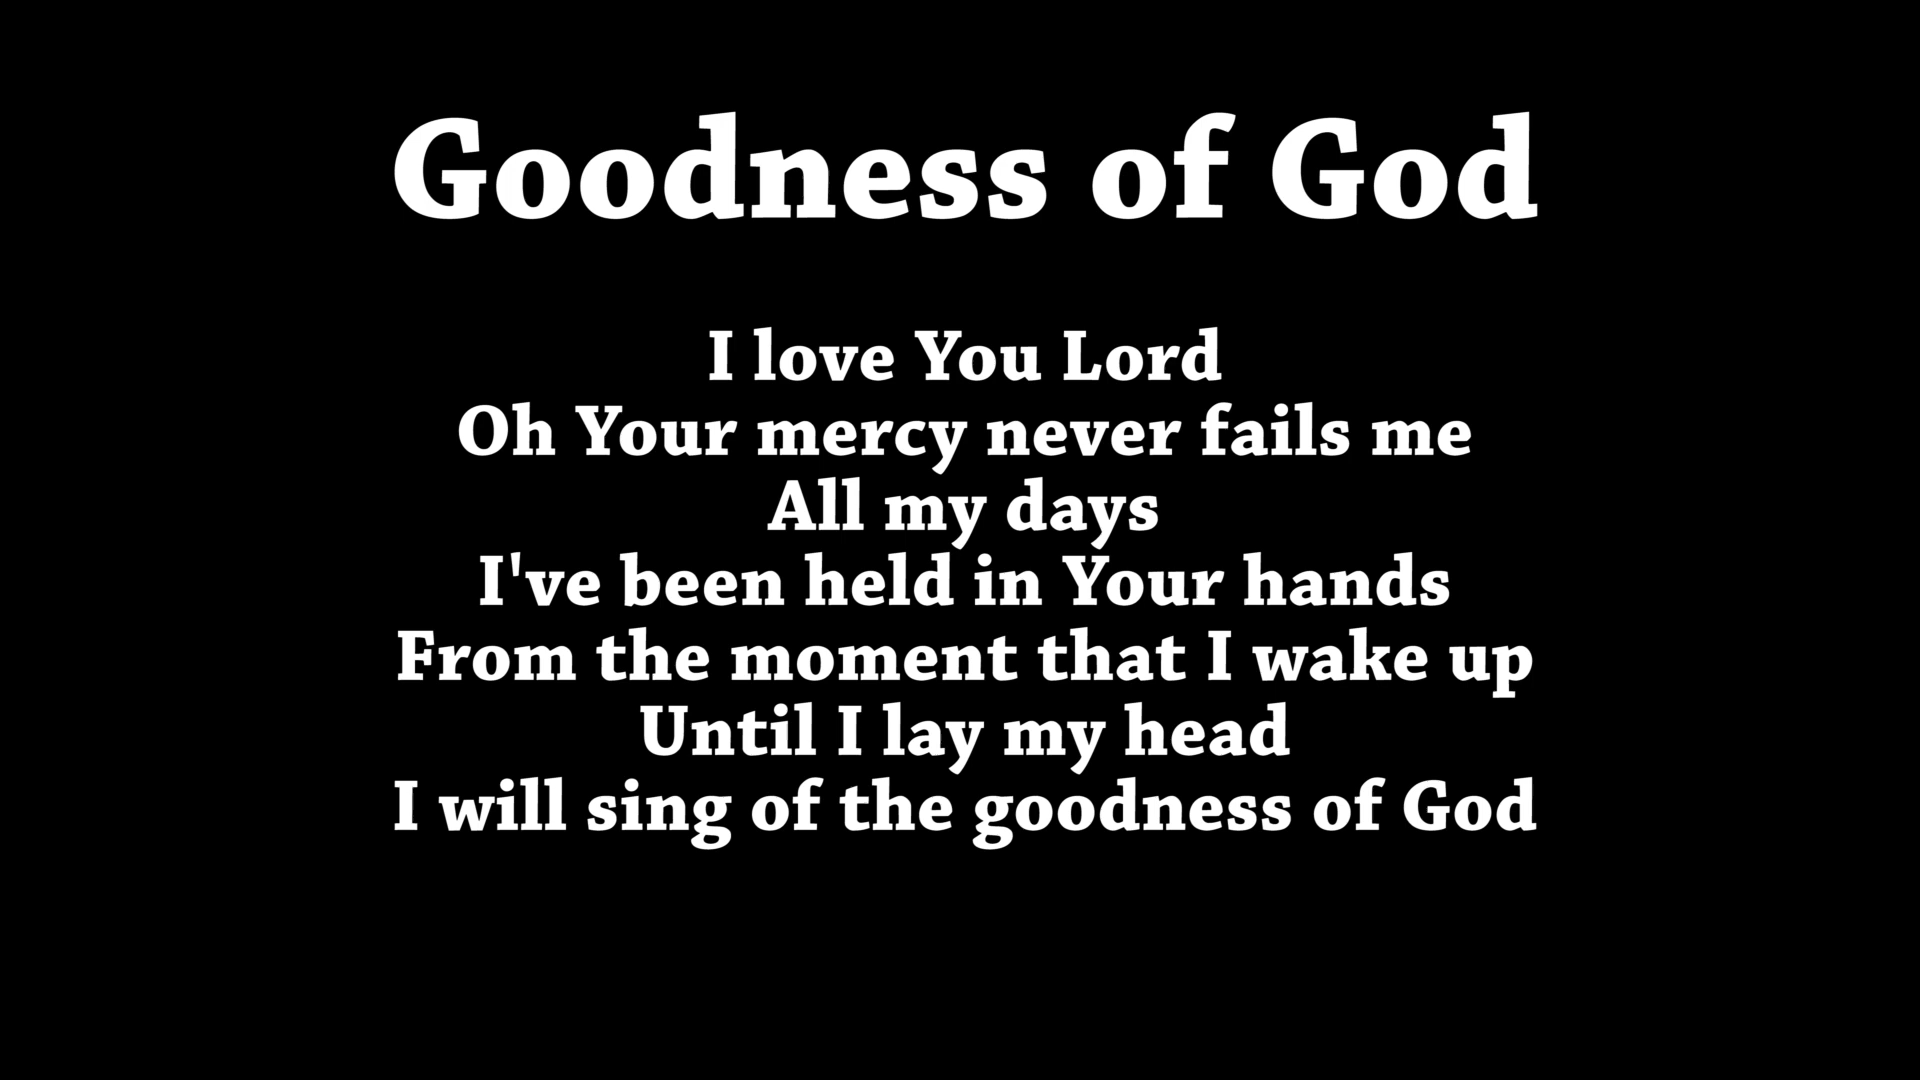 Goodness of God
I love You Lord
Oh Your mercy never fails me
All my days
I've been held in Your hands
From the moment that I wake up
Until I lay my head
I will sing of the goodness of God